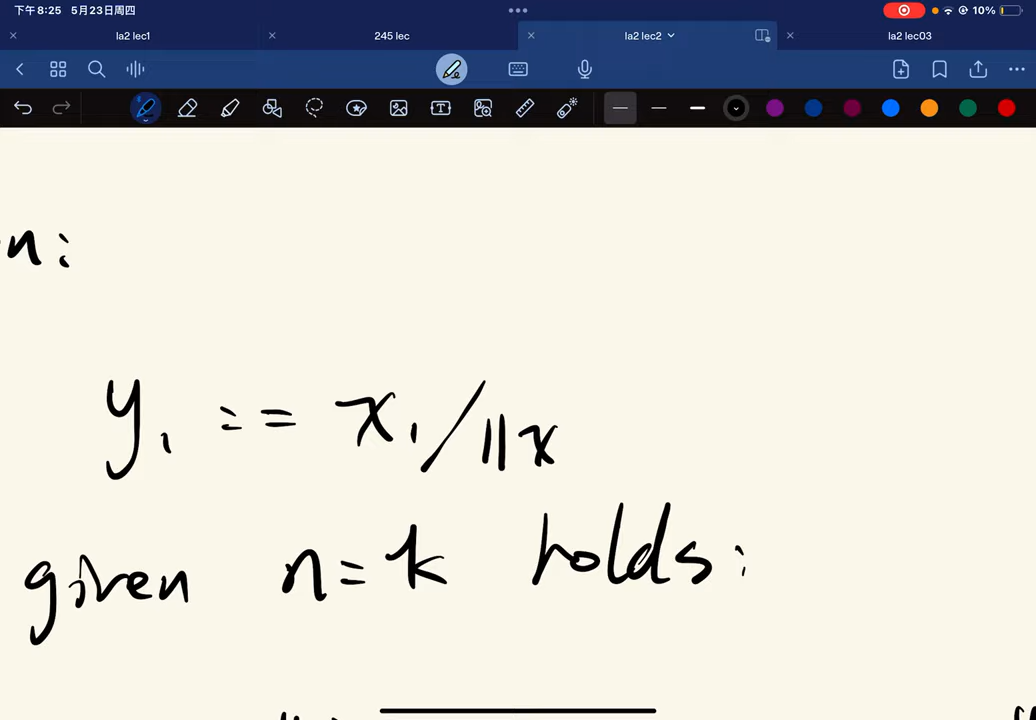 下午8:25 5月23日周四
10%
la2 lec1
245 lec
la2 lec2
la2 lec03
n:
y₁ := = x₁/||x
given n=k holds: